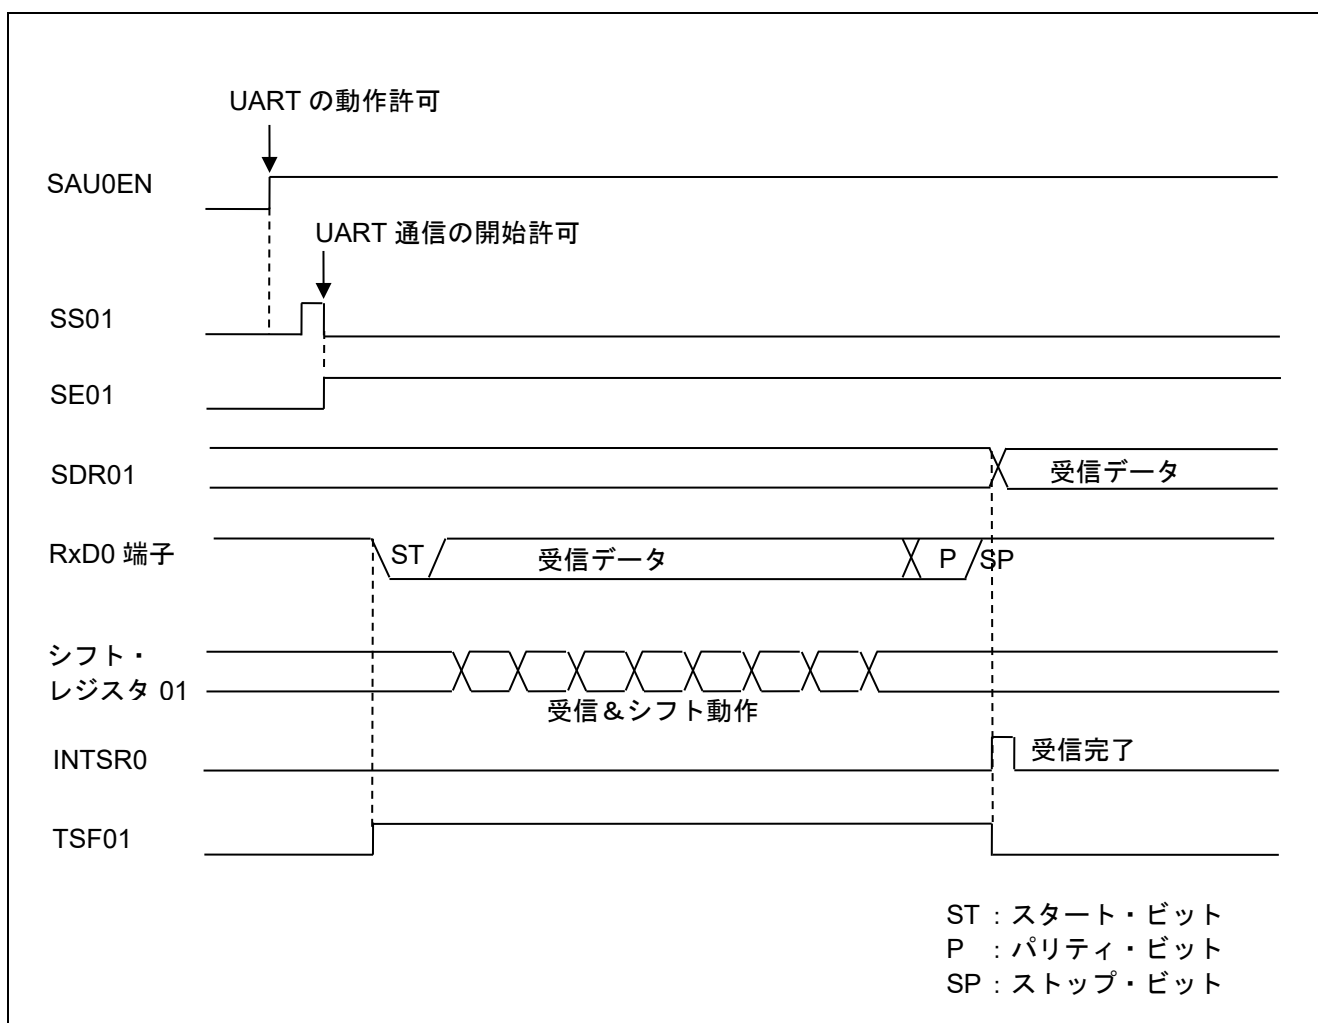 UART の動作許可
SAU0EN
UART 通信の開始許可
SS01
SE01
SDR01
受信データ
RxD0 端子
ST
受信データ
P
SP
シフト・
レジスタ 01
受信＆シフト動作
INTSR0
受信完了
TSF01
ST : スタート・ビット
P : パリティ・ビット
SP : ストップ・ビット